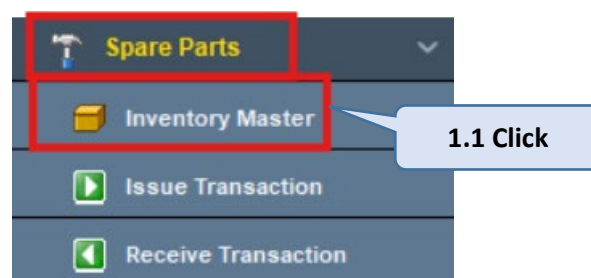 Spare Parts
Inventory Master
1.1 Click
Issue Transaction
Receive Transaction